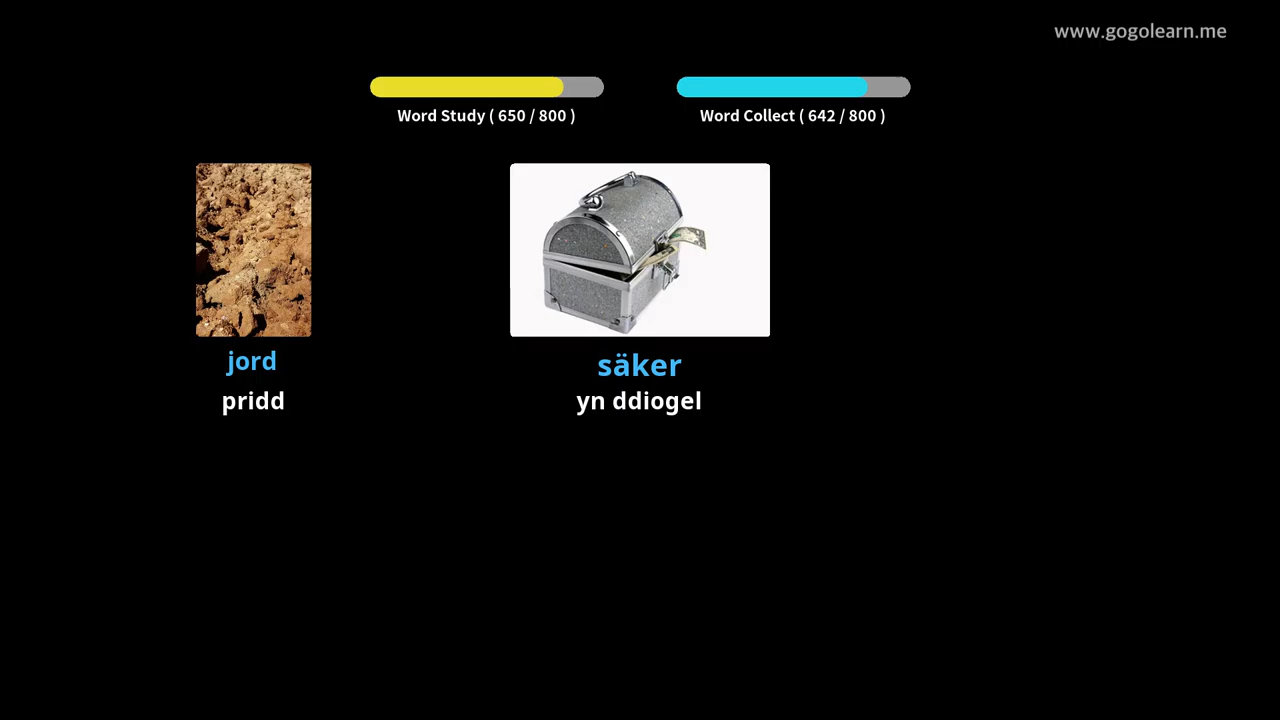 www.gogolearn.me
Word Study ( 650 / 800 )
Word Collect ( 642 / 800 )
jord
pridd
säker
yn ddiogel